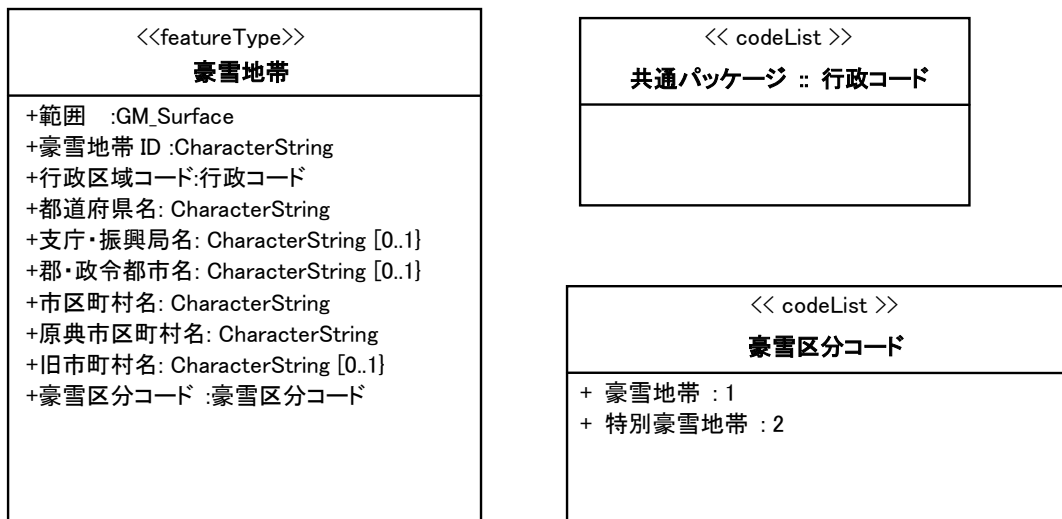 <<featureType>>
豪雪地帯
+範囲 :GM_Surface
+豪雪地帯 ID :CharacterString
+行政区域コード:行政コード
+都道府県名: CharacterString
+支庁・振興局名: CharacterString [0..1}
+郡・政令都市名: CharacterString [0..1}
+市区町村名: CharacterString
+原典市区町村名: CharacterString
+旧市町村名: CharacterString [0..1}
+豪雪区分コード :豪雪区分コード
<< codeList >>
共通パッケージ :: 行政コード
<< codeList >>
豪雪区分コード
+ 豪雪地帯 : 1
+ 特別豪雪地帯 : 2